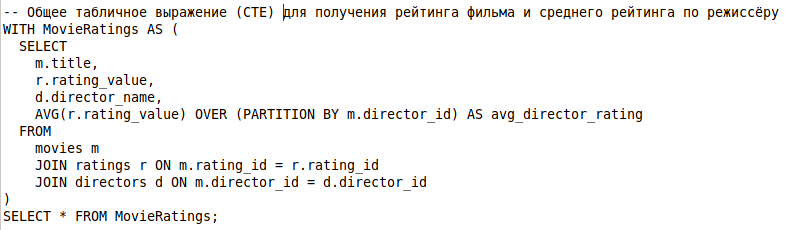 -- Общее табличное выражение (CTE) для получения рейтинга фильма и среднего рейтинга по режиссёру
WITH MovieRatings AS (
  SELECT
    m.title,
    r.rating_value,
    d.director_name,
    AVG(r.rating_value) OVER (PARTITION BY m.director_id) AS avg_director_rating
  FROM
    movies m
    JOIN ratings r ON m.rating_id = r.rating_id
    JOIN directors d ON m.director_id = d.director_id
)
SELECT * FROM MovieRatings;